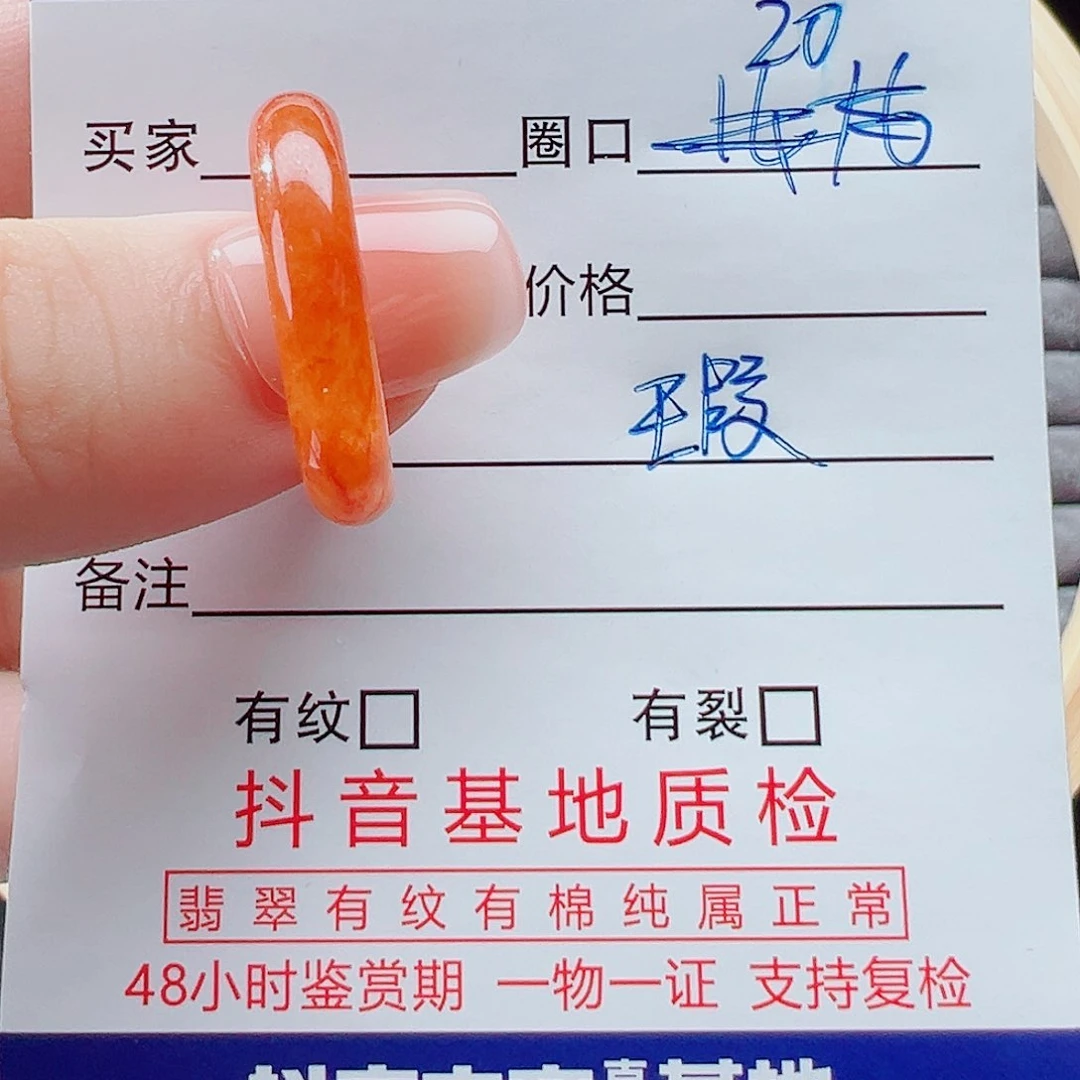 20
买家 圈口
价格
王瑕
备注
有纹 有裂
抖音基地质检
翡翠有纹有棉纯属正常
48小时鉴赏期 一物一证 支持复检